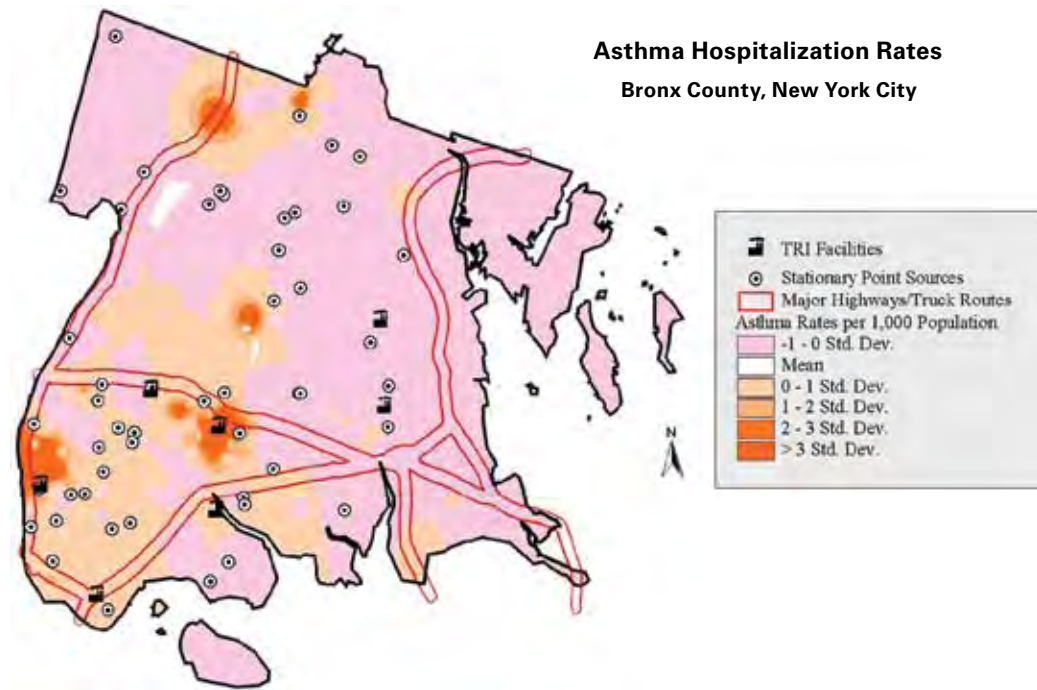 Asthma Hospitalization Rates
Bronx County, New York City
TRI Facilities
Stationary Point Sources
Major Highways/Truck Routes
Asthma Rates per 1,000 Population
-1 - 0 Std. Dev.
Mean
0 - 1 Std. Dev.
1 - 2 Std. Dev.
2 - 3 Std. Dev.
> 3 Std. Dev.
N